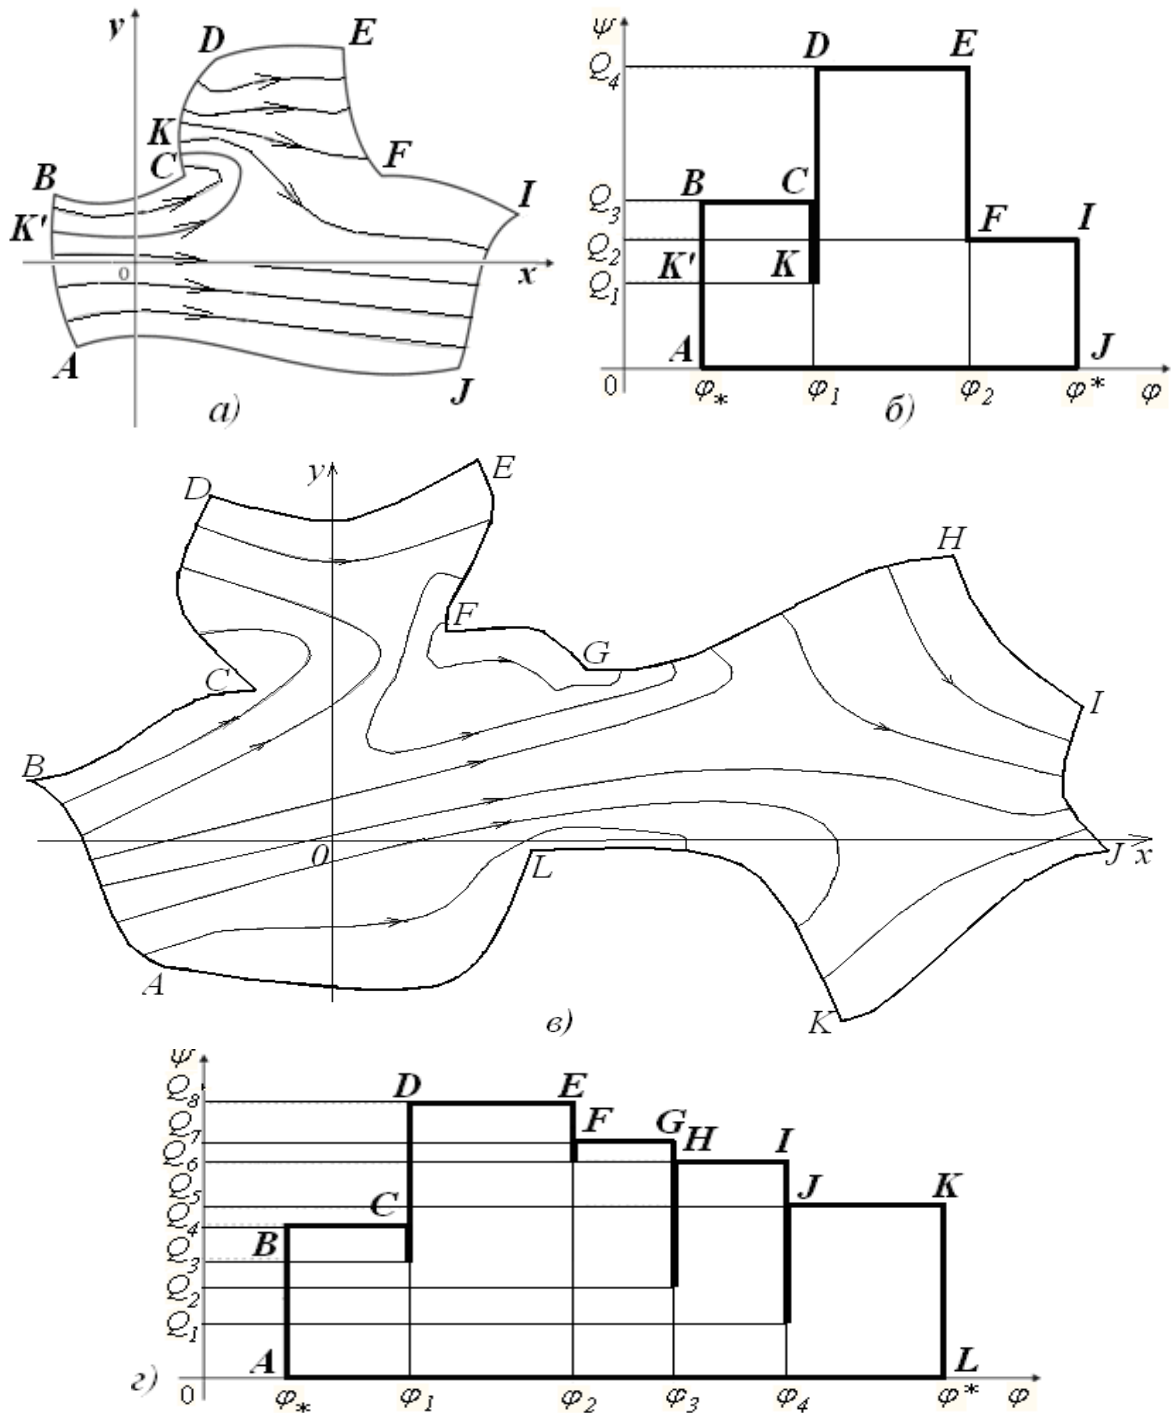 y
D E
K
C F
B
K' I
0 x
A J
а)
ψ
D E
Q4
B C
Q3
F I
Q2
K' K
Q1
A J
0 φ* φ1 φ2 φ* φ
б)
y E
D
H
F
G
C
I
B
0 L J x
A
K
в)
ψ
D E
Q8
F G
Q7
H I
Q6
J K
Q5
C
Q4
B
Q3
Q2
Q1
A L
г) 0 φ* φ1 φ2 φ3 φ4 φ* φ